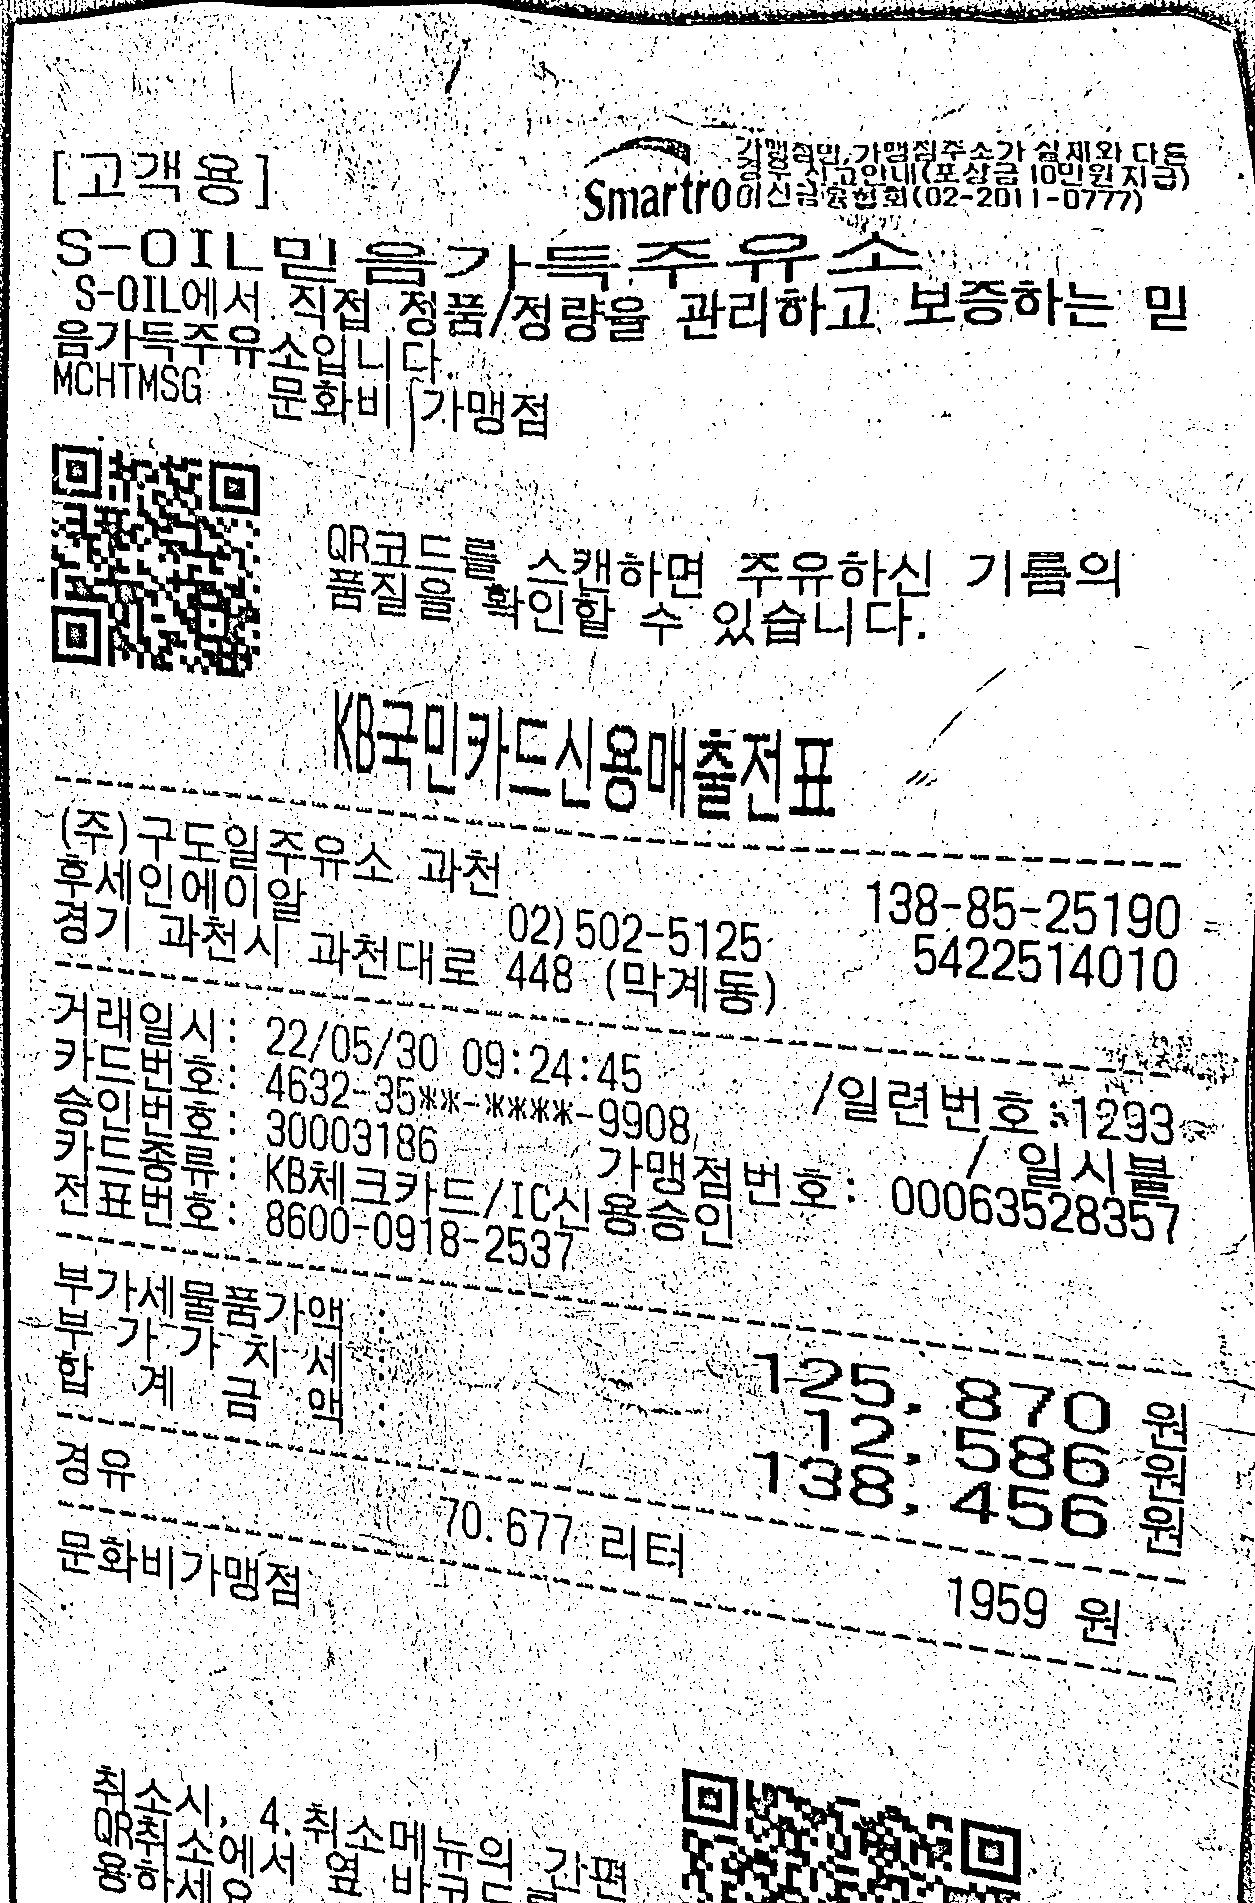 [고객용]
Smartro
가맹점명,가맹점주소가 실제와 다른
경우 신고안내(포상금 10만원 지급)
여신금융협회(02-2011-0777)
S-OIL믿음가득주유소
S-OIL에서 직접 정품/정량을 관리하고 보증하는 믿
음가득주유소입니다.
MCHTMSG 문화비 가맹점
QR코드를 스캔하면 주유하신 기름의
품질을 확인할 수 있습니다.
KB국민카드신용매출전표
(주)구도일주유소 과천 138-85-25190
후세인에이알 02)502-5125 5422514010
경기 과천시 과천대로 448 (막계동)
거래일시: 22/05/30 09:24:45 /일련번호:1293
카드번호: 4632-35**-****-9908 / 일시불
승인번호: 30003186 가맹점번호: 00063528357
카드종류: KB체크카드/IC신용승인
전표번호: 8600-0918-2537
부가세물품가액 : 125,870 원
부 가 가 치 세 : 12,586 원
합 계 금 액 : 138,456 원
경유 70.677 리터 1959 원
문화비가맹점
:
취소시, 4.취소메뉴의 간편
QR취소에서 옆
용하세요